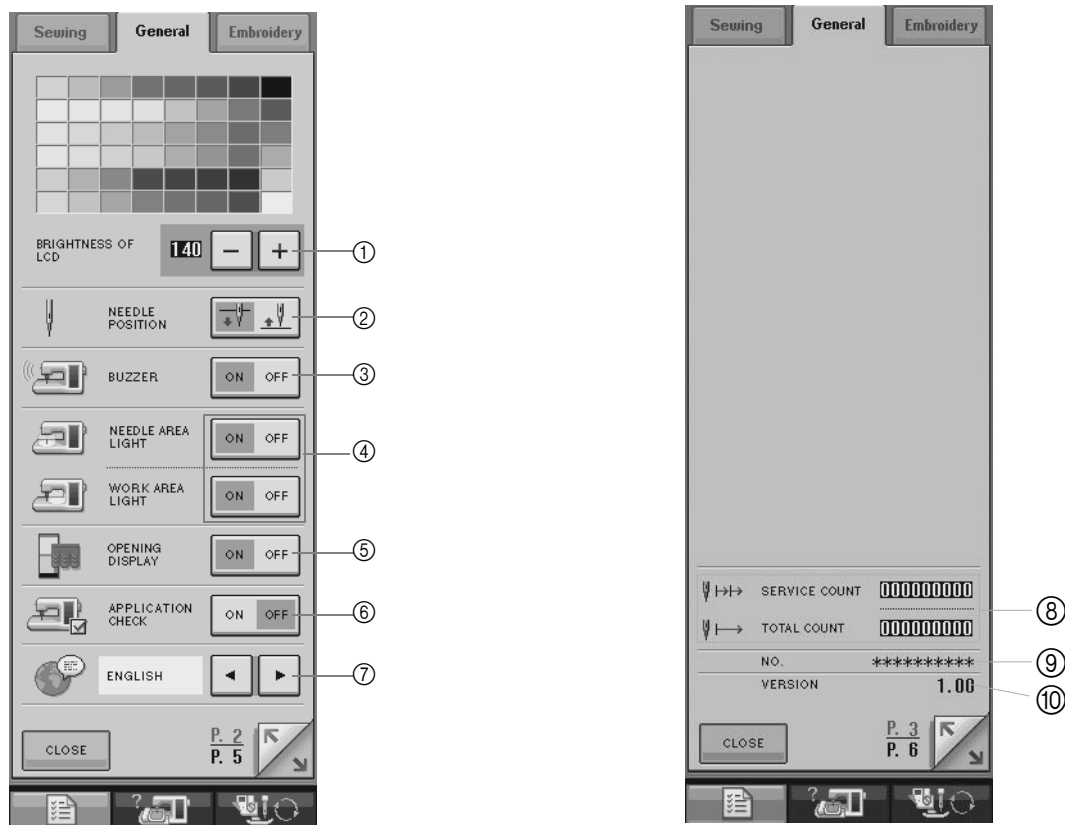 Sewing General Embroidery
BRIGHTNESS OF
LCD
140 − +
①
NEEDLE
POSITION
②
BUZZER
ON OFF
③
NEEDLE AREA
LIGHT
ON OFF
④
WORK AREA
LIGHT
ON OFF
OPENING
DISPLAY
ON OFF
⑤
APPLICATION
CHECK
ON OFF
⑥
ENGLISH
⑦
CLOSE
P. 2
P. 5
?
Sewing General Embroidery
SERVICE COUNT 000000000
⑧
TOTAL COUNT 000000000
NO. **********
⑨
VERSION 1.00
⑩
CLOSE
P. 3
P. 6
?